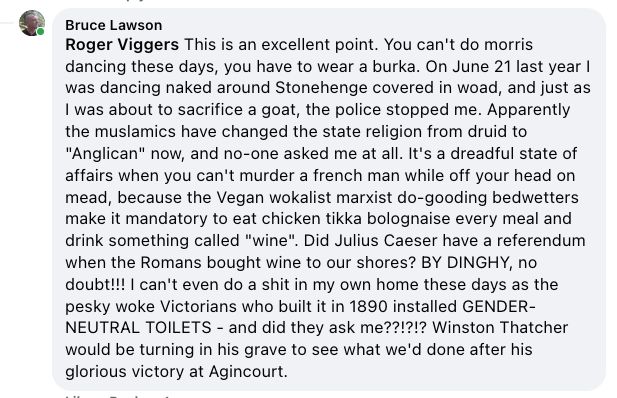 Bruce Lawson
Roger Viggers This is an excellent point. You can't do morris
dancing these days, you have to wear a burka. On June 21 last year I
was dancing naked around Stonehenge covered in woad, and just as
I was about to sacrifice a goat, the police stopped me. Apparently
the muslamics have changed the state religion from druid to
"Anglican" now, and no-one asked me at all. It's a dreadful state of
affairs when you can't murder a french man while off your head on
mead, because the Vegan wokalist marxist do-gooding bedwetters
make it mandatory to eat chicken tikka bolognaise every meal and
drink something called "wine". Did Julius Caeser have a referendum
when the Romans bought wine to our shores? BY DINGHY, no
doubt!!! I can't even do a shit in my own home these days as the
pesky woke Victorians who built it in 1890 installed GENDER-
NEUTRAL TOILETS - and did they ask me??!?!? Winston Thatcher
would be turning in his grave to see what we'd done after his
glorious victory at Agincourt.